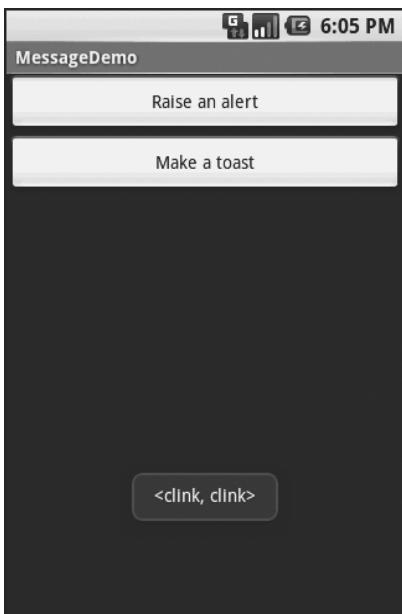 G
6:05 PM
MessageDemo
Raise an alert
Make a toast
<clink, clink>